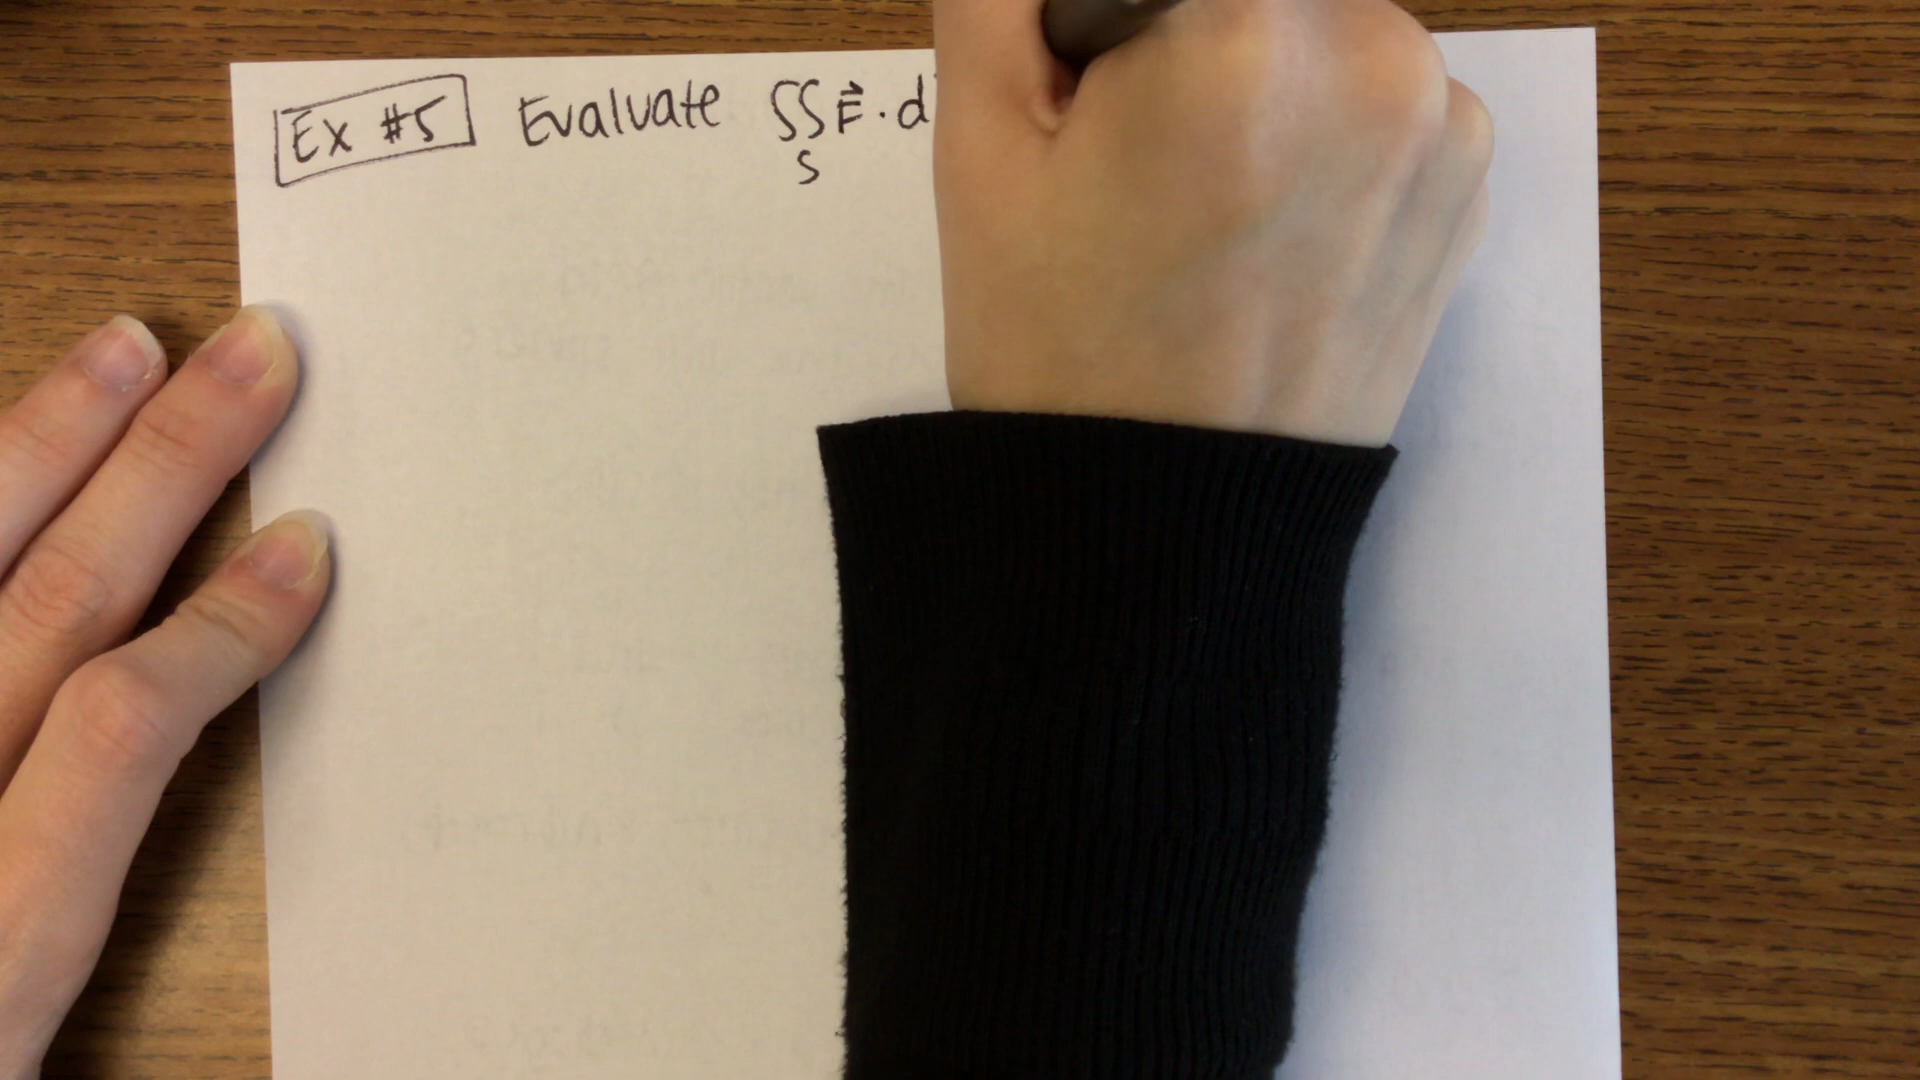 Ex #5 Evaluate ∫∫ F⃗ · d
S